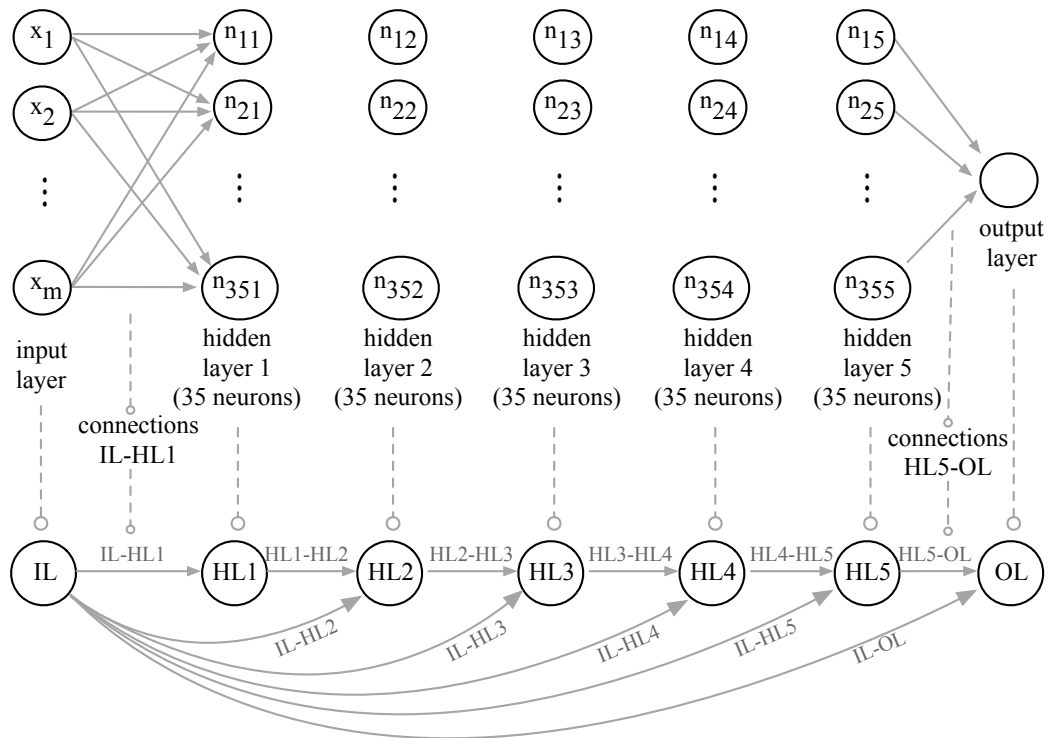 x1 n11 n12 n13 n14 n15
x2 n21 n22 n23 n24 n25
⋮ ⋮ ⋮ ⋮ ⋮ ⋮
xm n351 n352 n353 n354 n355
output
layer
input
layer
hidden
layer 1
(35 neurons)
hidden
layer 2
(35 neurons)
hidden
layer 3
(35 neurons)
hidden
layer 4
(35 neurons)
hidden
layer 5
(35 neurons)
connections
IL-HL1
connections
HL5-OL
IL IL-HL1 HL1 HL1-HL2 HL2 HL2-HL3 HL3 HL3-HL4 HL4 HL4-HL5 HL5 HL5-OL OL
IL-HL2
IL-HL3
IL-HL4
IL-HL5
IL-OL